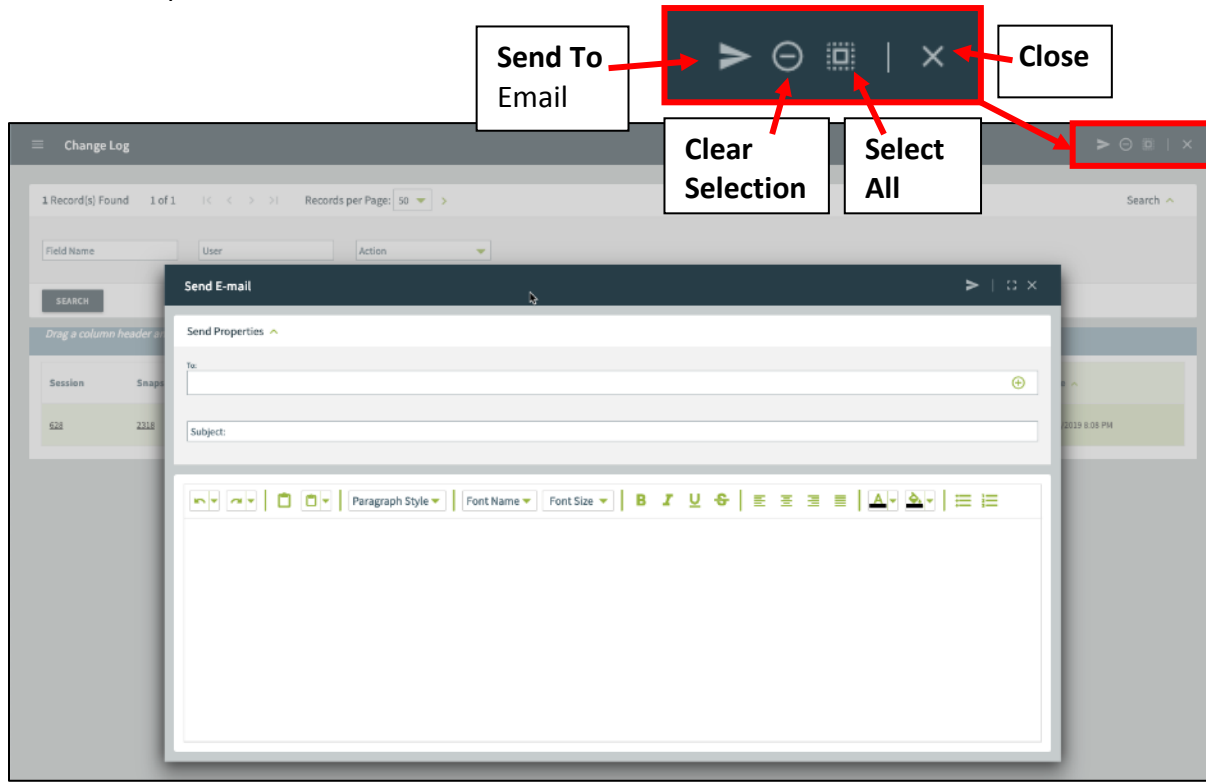 Send To
Email
Close
Clear
Selection
Select
All
Change Log
1 Record(s) Found 1 of 1 Records per Page: 50
Search
Field Name User Action
SEARCH
Drag a column header an
Session Snaps
628 2318
/2019 8:08 PM
Send E-mail
Send Properties
To:
Subject:
Paragraph Style Font Name Font Size B I U S A